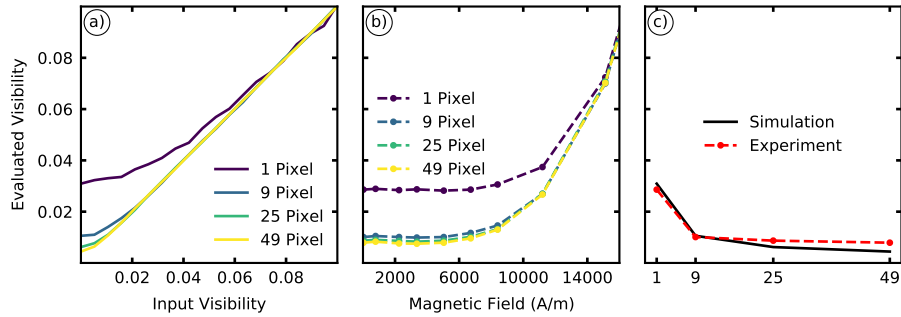 Evaluated Visibility
a)
0.08
0.06
0.04
0.02
1 Pixel
9 Pixel
25 Pixel
49 Pixel
0.02 0.04 0.06 0.08
Input Visibility
b)
1 Pixel
9 Pixel
25 Pixel
49 Pixel
2000 6000 10000 14000
Magnetic Field (A/m)
c)
Simulation
Experiment
1 9 25 49